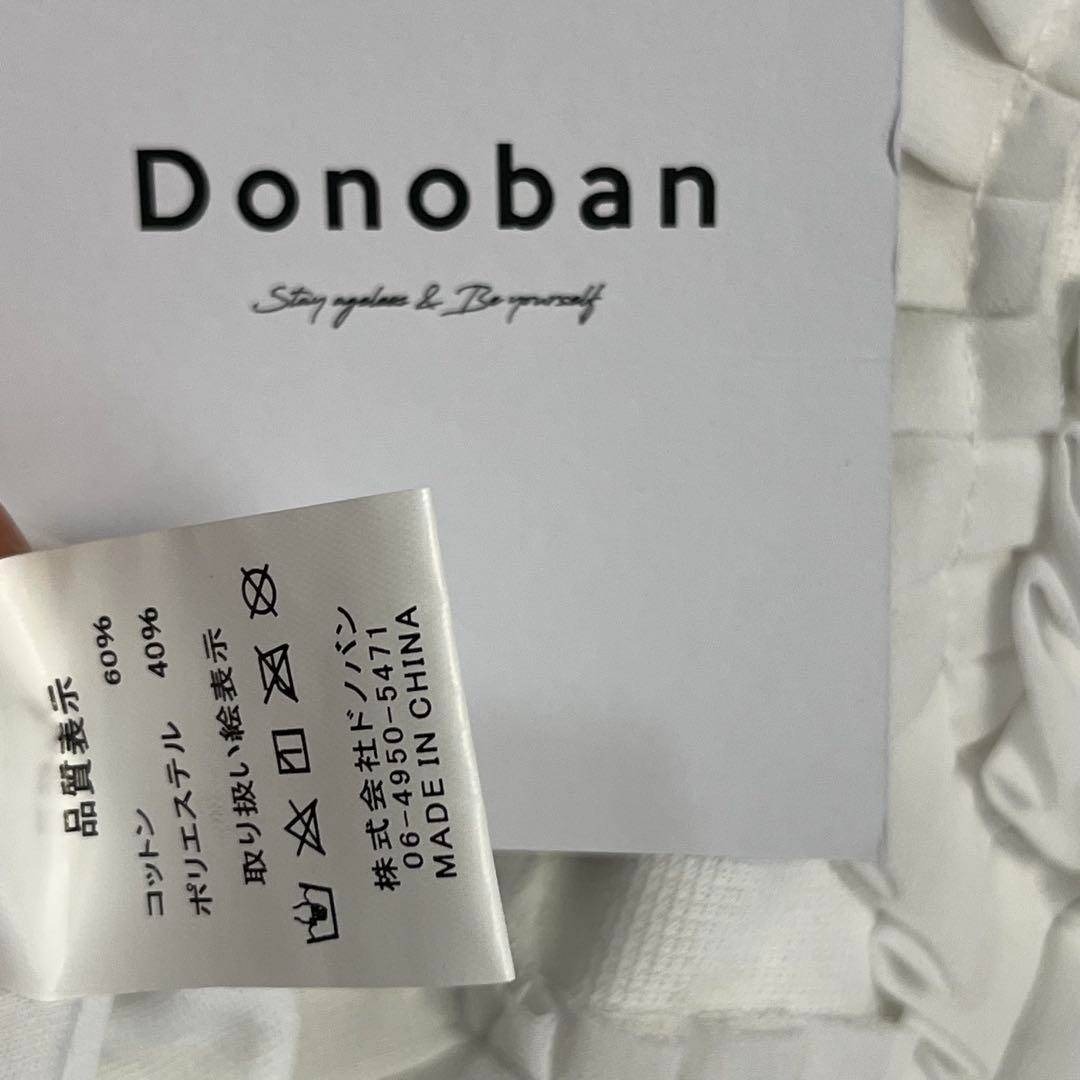 Donoban
Stay ageless & Be yourself
品質表示
コットン 60%
ポリエステル 40%
取り扱い絵表示
株式会社ドノバン
06-4950-5471
MADE IN CHINA